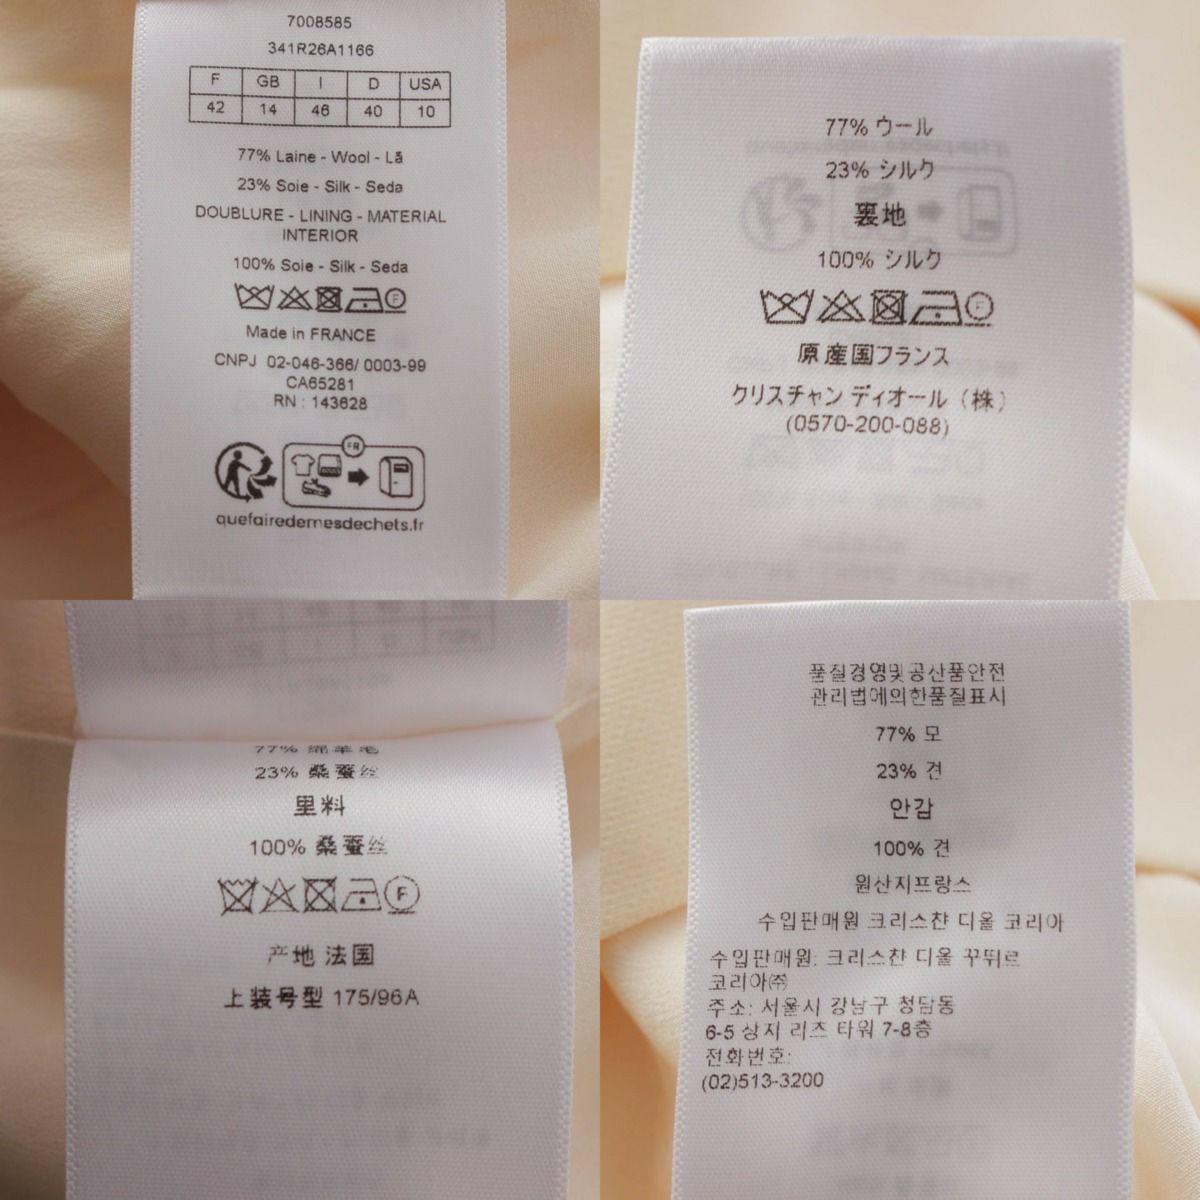 7008585
341R26A1166
F GB I D USA
42 14 46 40 10
77% Laine - Wool - Lã
23% Soie - Silk - Seda
DOUBLURE - LINING - MATERIAL
INTERIOR
100% Soie - Silk - Seda
F
Made in FRANCE
CNPJ 02-046-366/ 0003-99
CA65281
RN : 143628
FR
quefairedemesdechets.fr
77% ウール
23% シルク
裏地
100% シルク
F
原産国フランス
クリスチャン ディオール（株）
(0570-200-088)
77% 绵羊毛
23% 桑蚕丝
里料
100% 桑蚕丝
F
产地 法国
上装号型 175/96A
품질경영및공산품안전
관리법에의한품질표시
77% 모
23% 견
안감
100% 견
원산지프랑스
수입판매원 크리스챤 디올 코리아
수입판매원: 크리스챤 디올 꾸뛰르
코리아㈜
주소: 서울시 강남구 청담동
6-5 상지 리츠 타워 7-8층
전화번호:
(02)513-3200